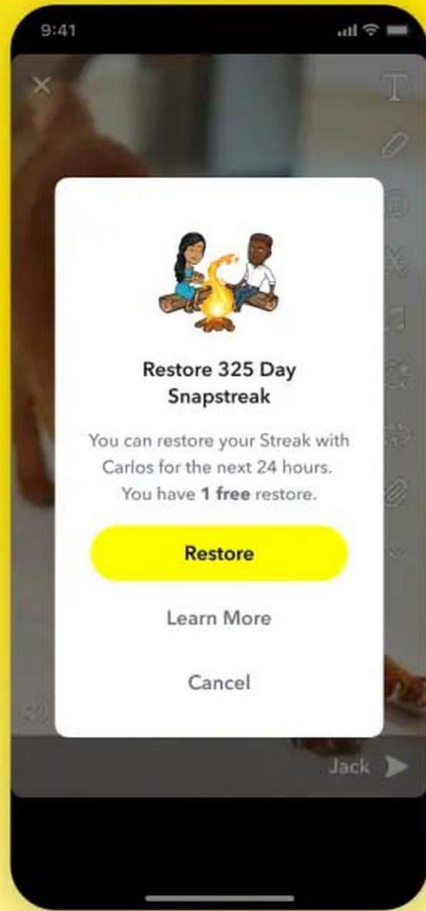 9:41
T
Restore 325 Day
Snapstreak
You can restore your Streak with
Carlos for the next 24 hours.
You have 1 free restore.
Restore
Learn More
Cancel
Jack